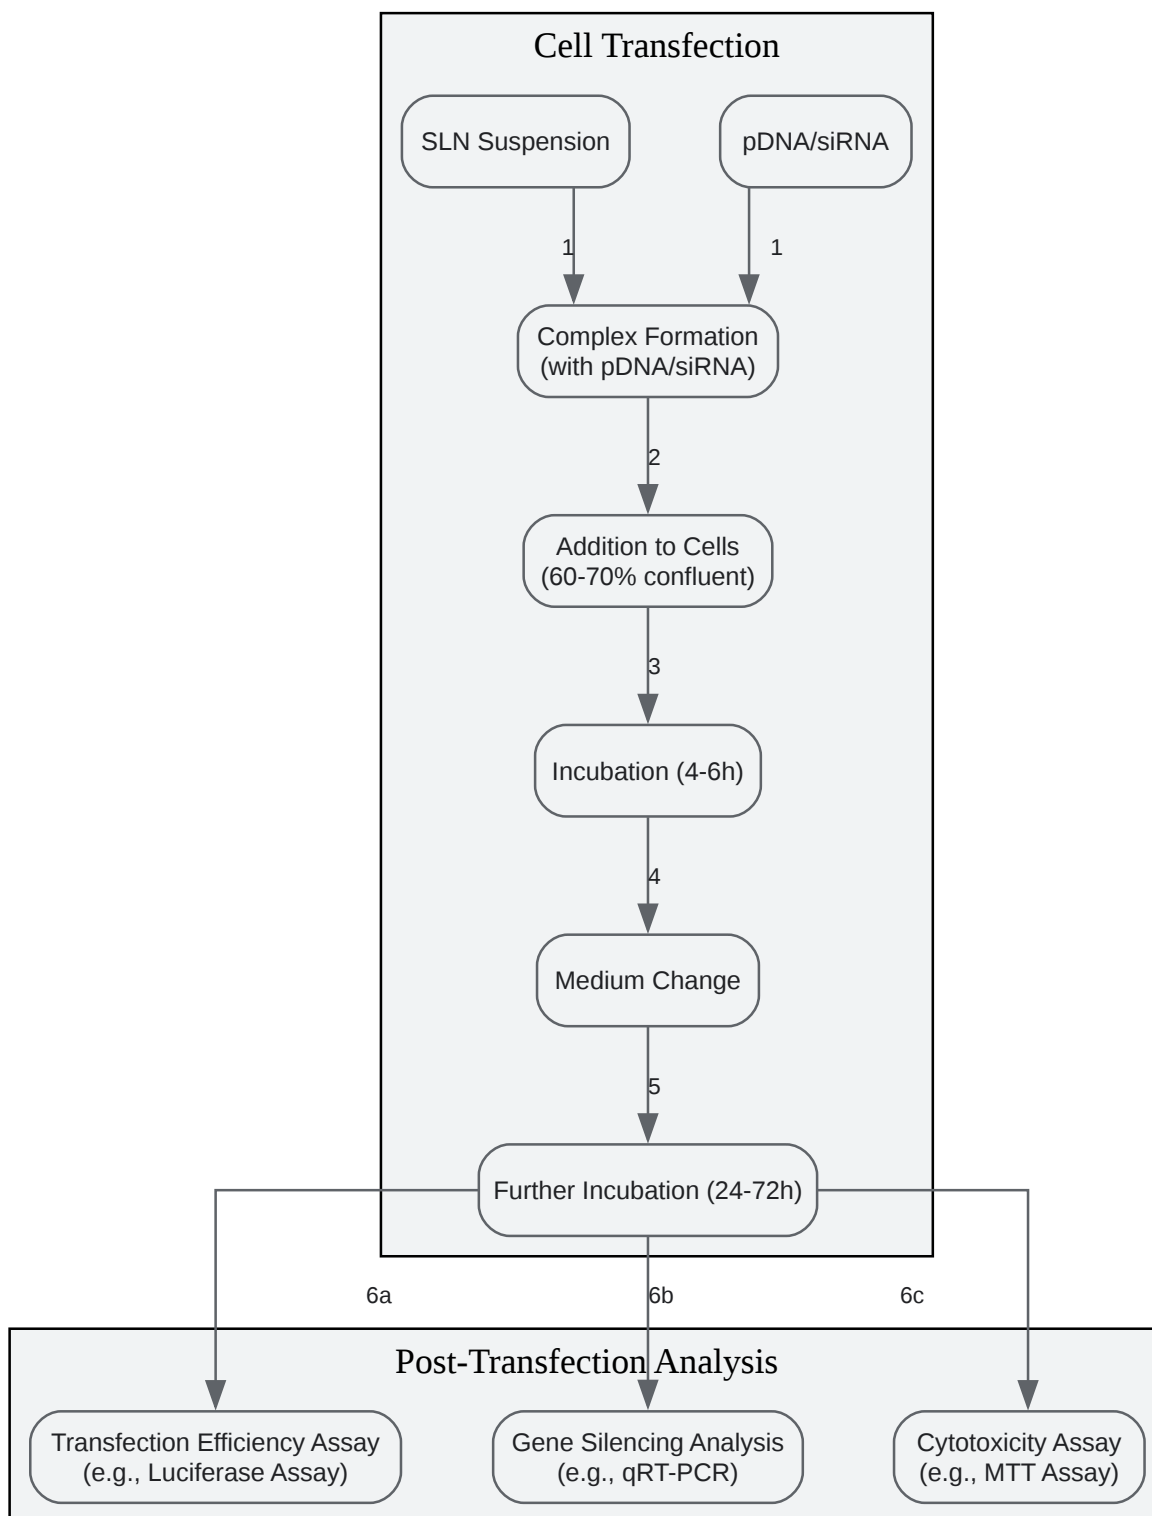 Cell Transfection
SLN Suspension
pDNA/siRNA
1
1
Complex Formation
(with pDNA/siRNA)
2
Addition to Cells
(60-70% confluent)
3
Incubation (4-6h)
4
Medium Change
5
Further Incubation (24-72h)
6a
6b
6c
Post-Transfection Analysis
Transfection Efficiency Assay
(e.g., Luciferase Assay)
Gene Silencing Analysis
(e.g., qRT-PCR)
Cytotoxicity Assay
(e.g., MTT Assay)